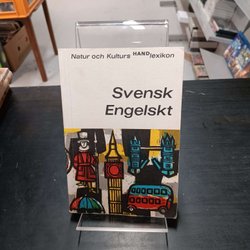 Natur och Kulturs HANDlexikon
Svensk
Engelskt